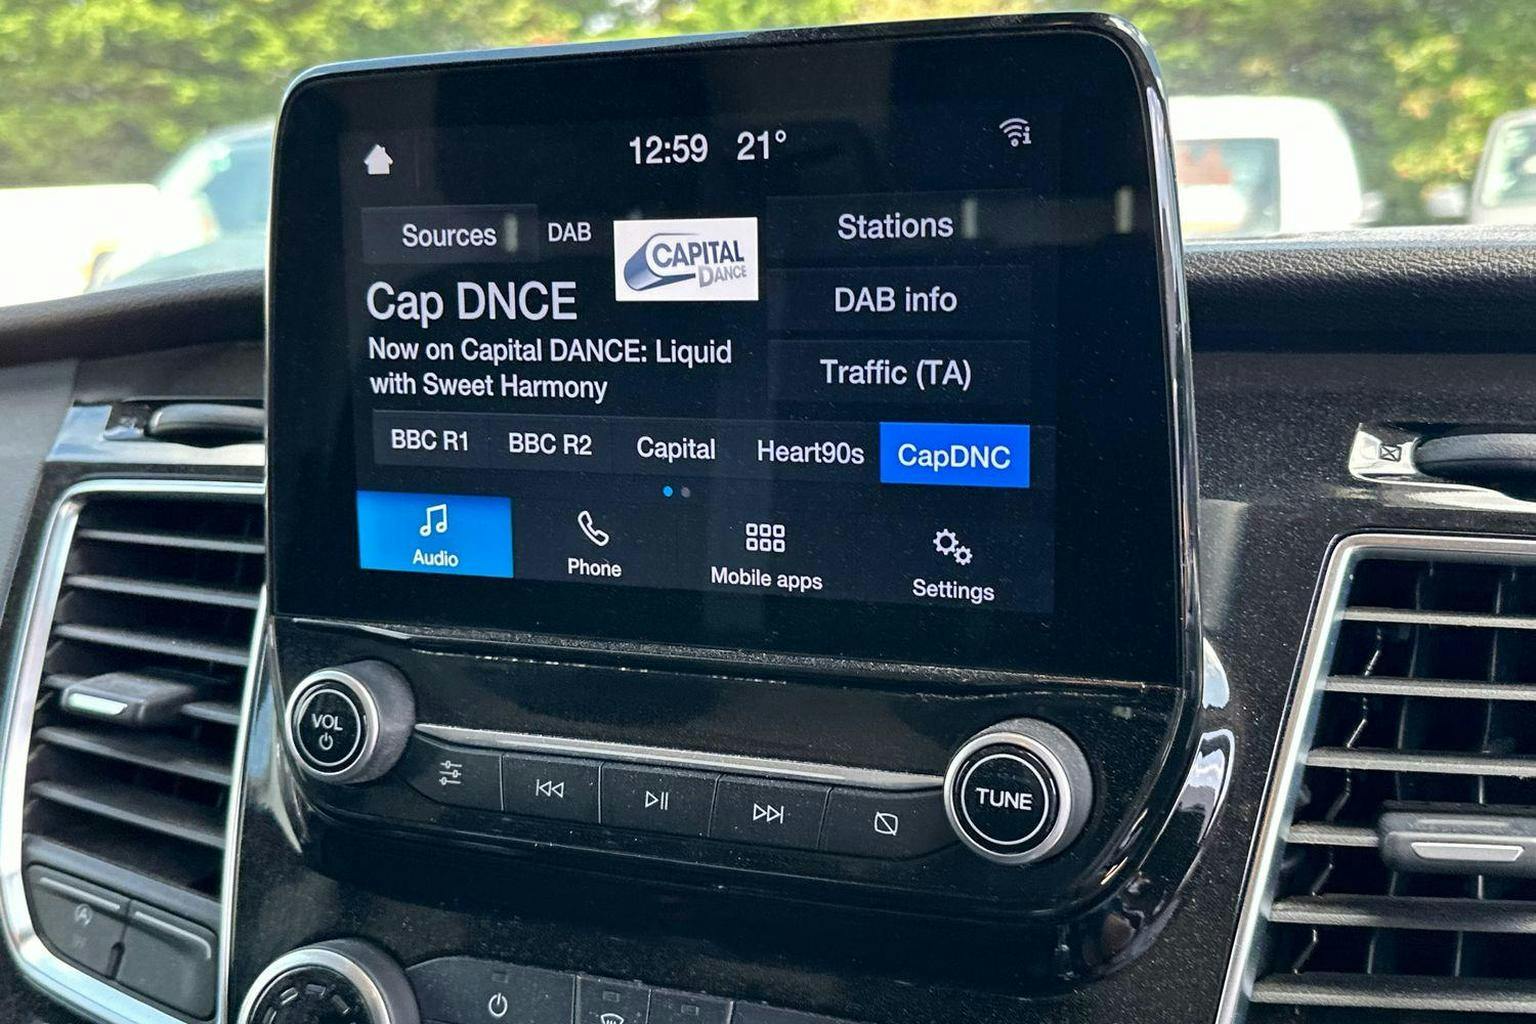 12:59 21°
Sources DAB CAPITAL DANCE Stations
Cap DNCE
DAB info
Now on Capital DANCE: Liquid
with Sweet Harmony
Traffic (TA)
BBC R1 BBC R2 Capital Heart90s CapDNC
Audio Phone Mobile apps Settings
VOL
TUNE